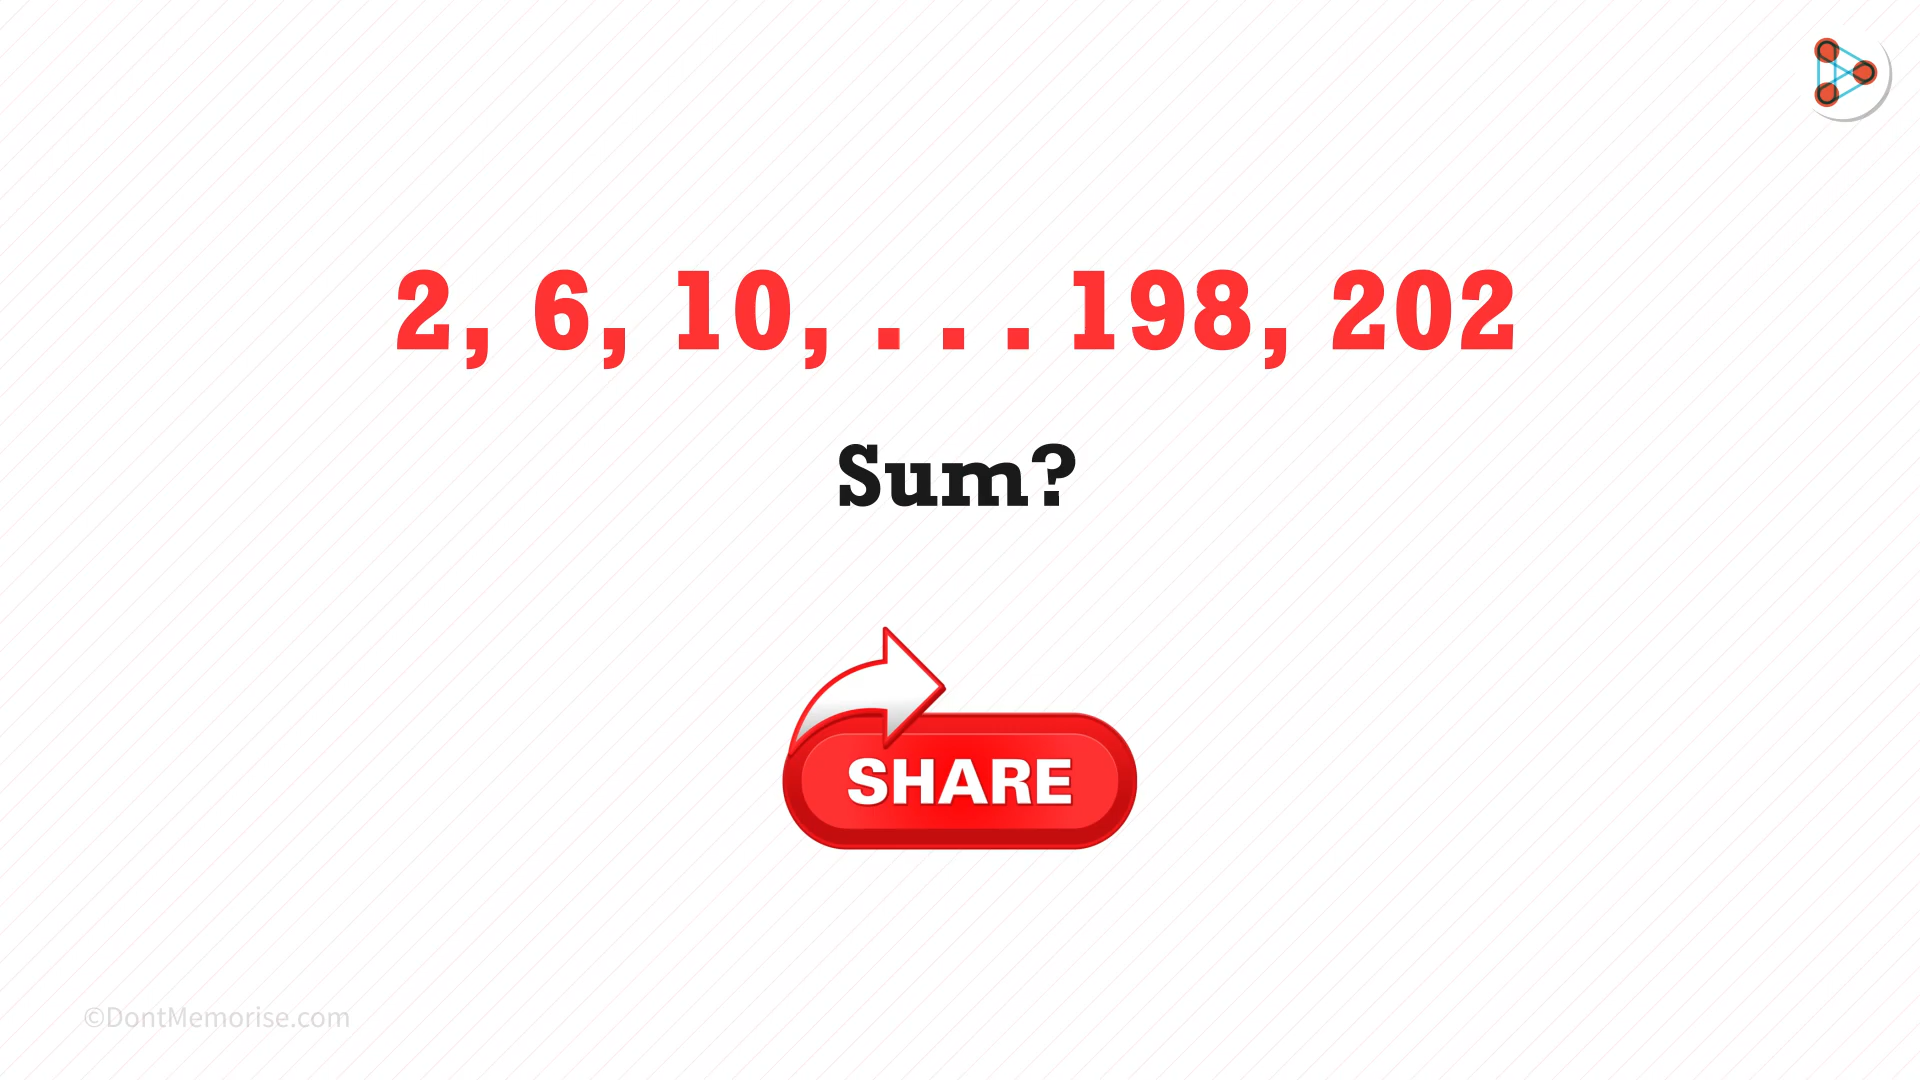 2, 6, 10, . . . 198, 202
Sum?
SHARE
©DontMemorise.com